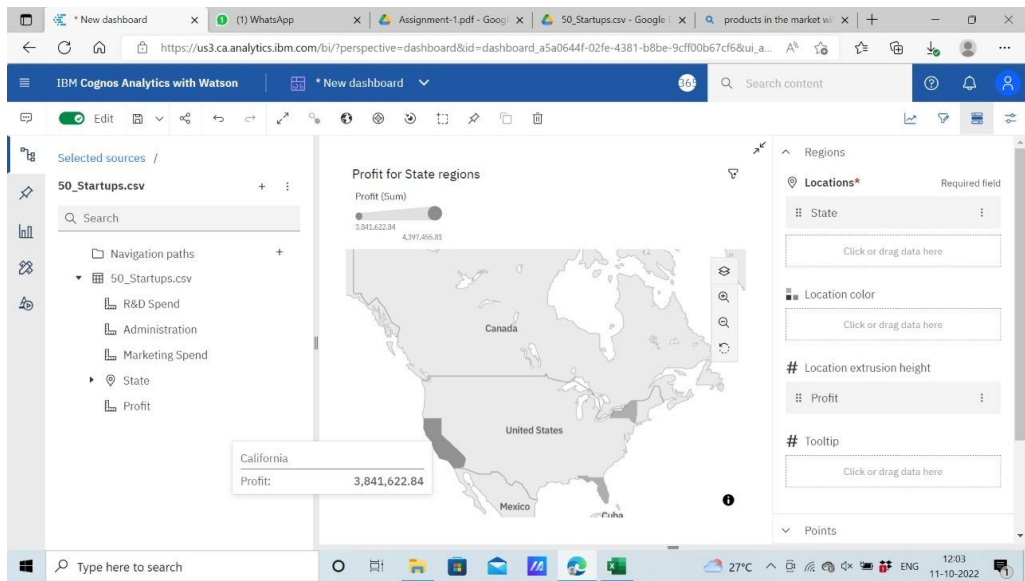 * New dashboard
(1) WhatsApp
Assignment-1.pdf - Googl
50_Startups.csv - Google
products in the market wi
https://us3.ca.analytics.ibm.com/bi/?perspective=dashboard&id=dashboard_a5a0644f-02fe-4381-b8be-9cff00b67cf6&ui_a...
IBM Cognos Analytics with Watson
* New dashboard
Search content
Edit
Selected sources /
50_Startups.csv
Search
Navigation paths
50_Startups.csv
R&D Spend
Administration
Marketing Spend
State
Profit
Profit for State regions
Profit (Sum)
3,841,622.84
4,397,466.81
Canada
United States
Mexico
Cuba
California
Profit: 3,841,622.84
Regions
Locations* Required field
State
Click or drag data here
Location color
Click or drag data here
Location extrusion height
Profit
Tooltip
Click or drag data here
Points
Type here to search
27°C
ENG
12:03
11-10-2022